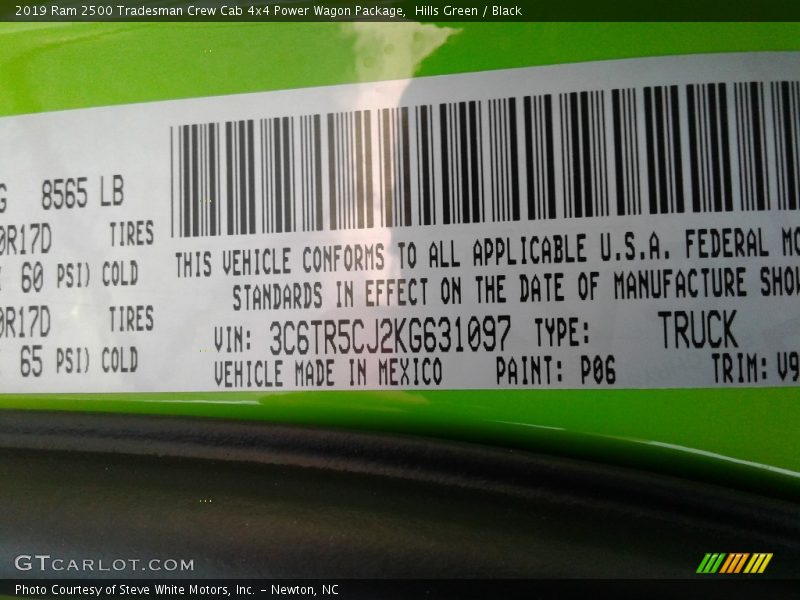 2019 Ram 2500 Tradesman Crew Cab 4x4 Power Wagon Package,  Hills Green / Black
8565 LB
TIRES
60 PSI) COLD
TIRES
65 PSI) COLD
THIS VEHICLE CONFORMS TO ALL APPLICABLE U.S.A. FEDERAL
STANDARDS IN EFFECT ON THE DATE OF MANUFACTURE
VIN: 3C6TR5CJ2KG631097 TYPE: TRUCK
VEHICLE MADE IN MEXICO PAINT: P06 TRIM:
GTCARLOT.COM
Photo Courtesy of Steve White Motors, Inc. – Newton, NC